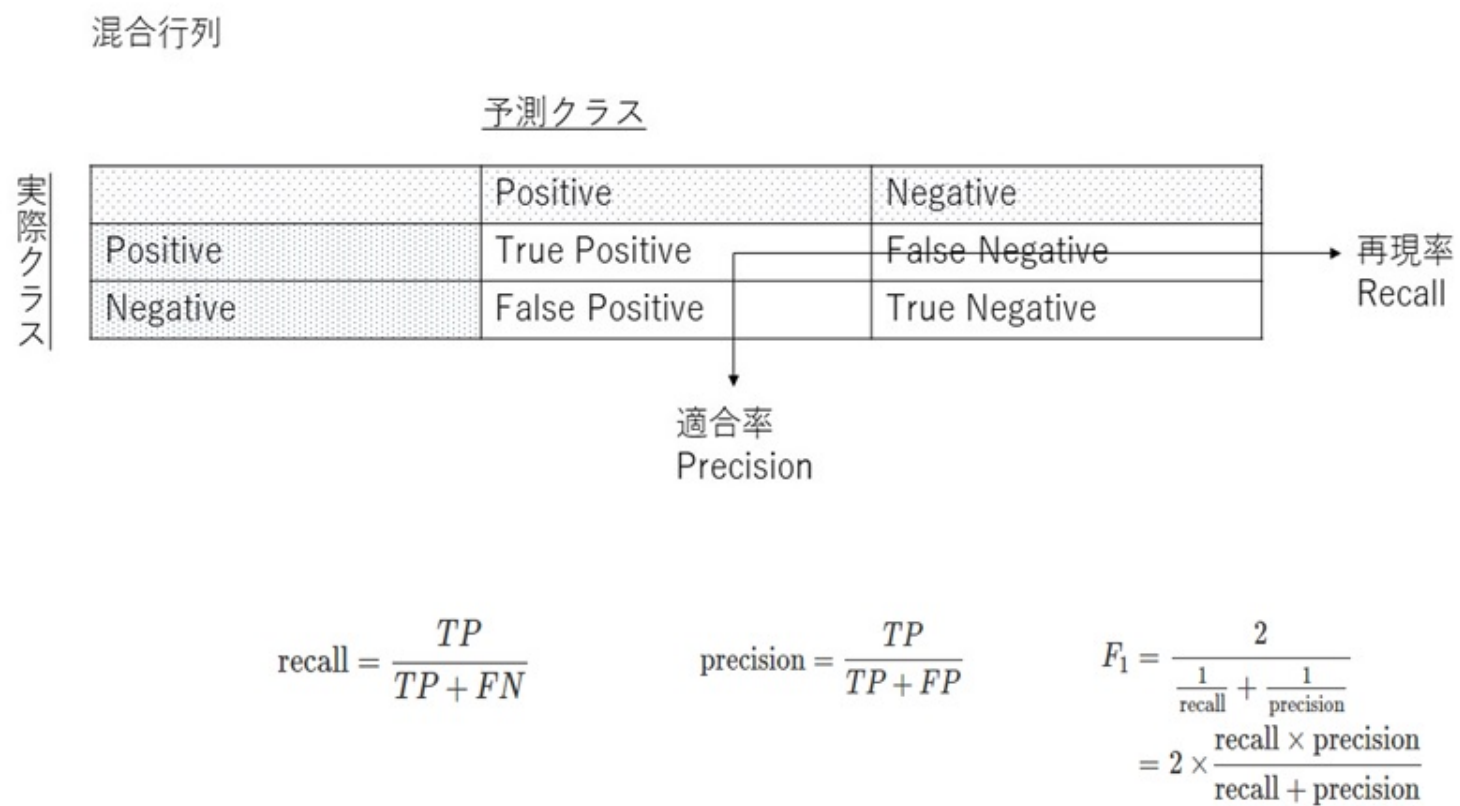 混合行列
予測クラス
実際クラス
Positive Negative
Positive True Positive False Negative
Negative False Positive True Negative
再現率
Recall
適合率
Precision
recall = TP / (TP + FN)
precision = TP / (TP + FP)
F₁ = 2 / (1/recall + 1/precision)
= 2 × (recall × precision) / (recall + precision)